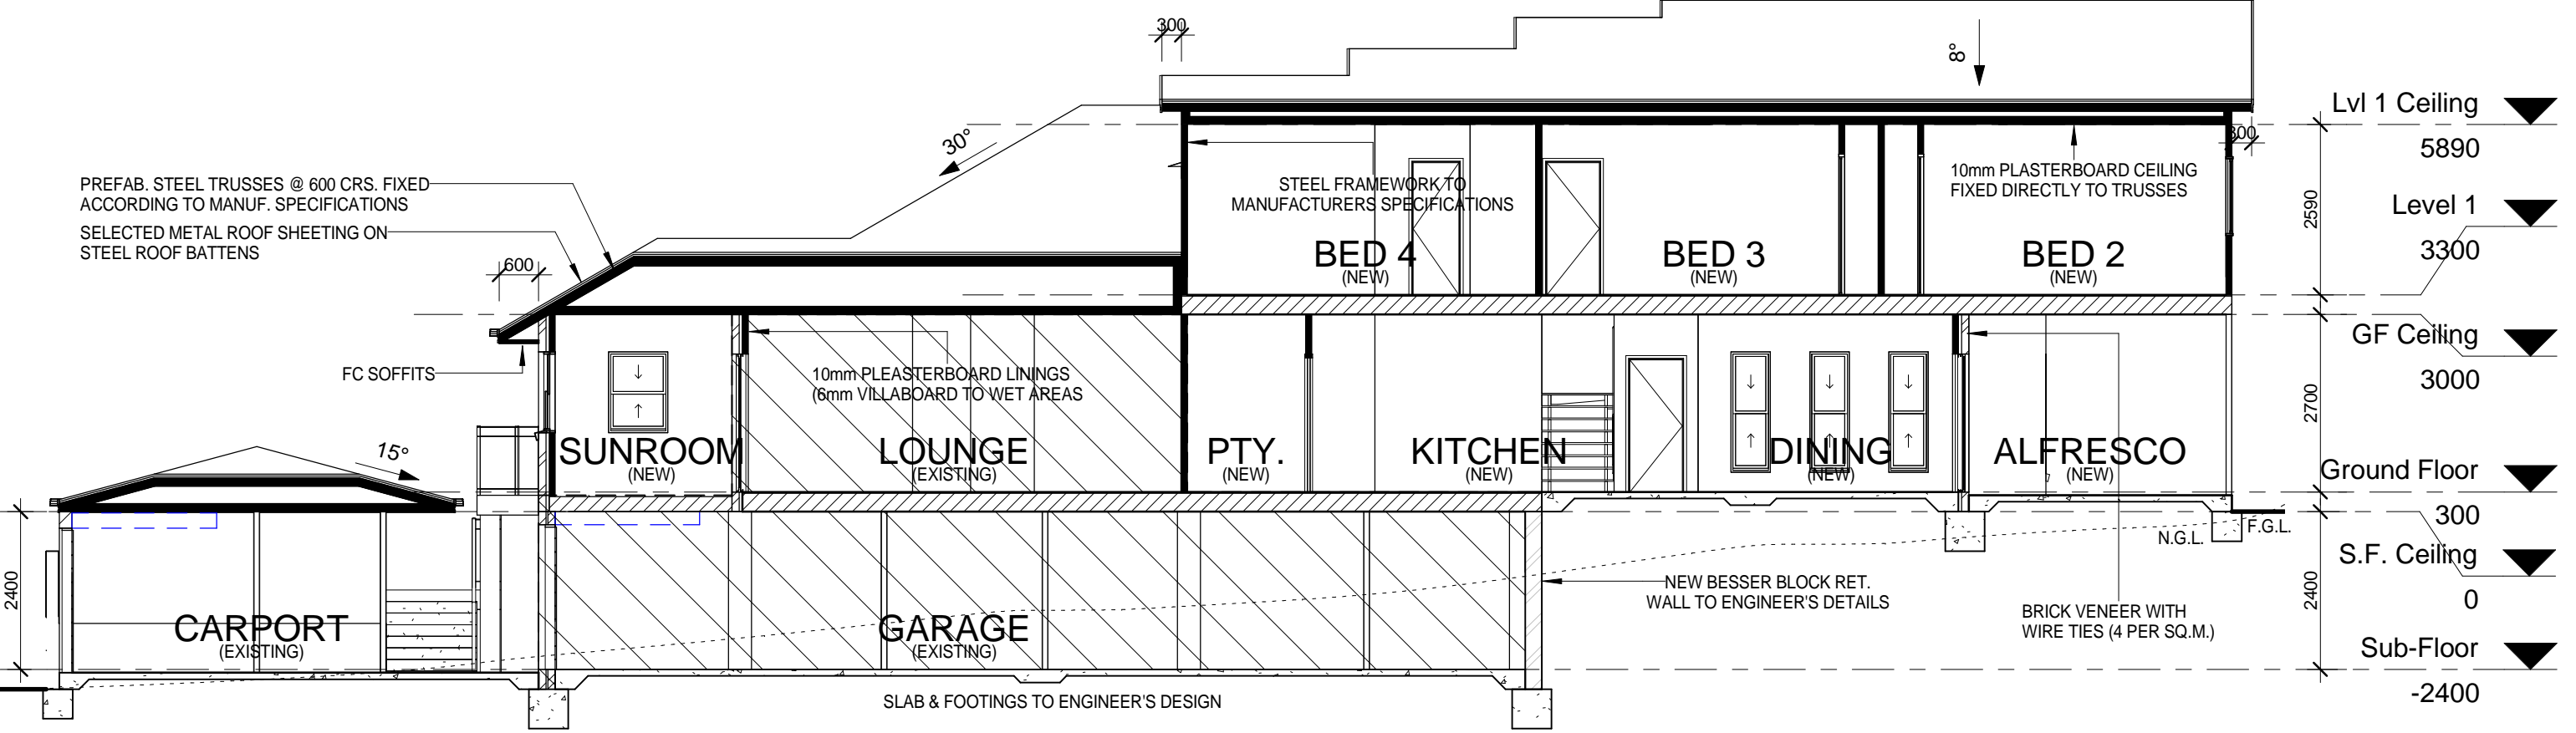 300
8°
Lvl 1 Ceiling
5890
300
30°
PREFAB. STEEL TRUSSES @ 600 CRS. FIXED
ACCORDING TO MANUF. SPECIFICATIONS
SELECTED METAL ROOF SHEETING ON
STEEL ROOF BATTENS
STEEL FRAMEWORK TO
MANUFACTURERS SPECIFICATIONS
10mm PLASTERBOARD CEILING
FIXED DIRECTLY TO TRUSSES
2590
Level 1
3300
600
BED 4
(NEW)
BED 3
(NEW)
BED 2
(NEW)
GF Ceiling
3000
FC SOFFITS
10mm PLEASTERBOARD LININGS
(6mm VILLABOARD TO WET AREAS
2700
15°
SUNROOM
(NEW)
LOUNGE
(EXISTING)
PTY.
(NEW)
KITCHEN
(NEW)
DINING
(NEW)
ALFRESCO
(NEW)
Ground Floor
300
F.G.L.
N.G.L.
S.F. Ceiling
0
2400
2400
NEW BESSER BLOCK RET.
WALL TO ENGINEER'S DETAILS
BRICK VENEER WITH
WIRE TIES (4 PER SQ.M.)
CARPORT
(EXISTING)
GARAGE
(EXISTING)
Sub-Floor
-2400
SLAB & FOOTINGS TO ENGINEER'S DESIGN